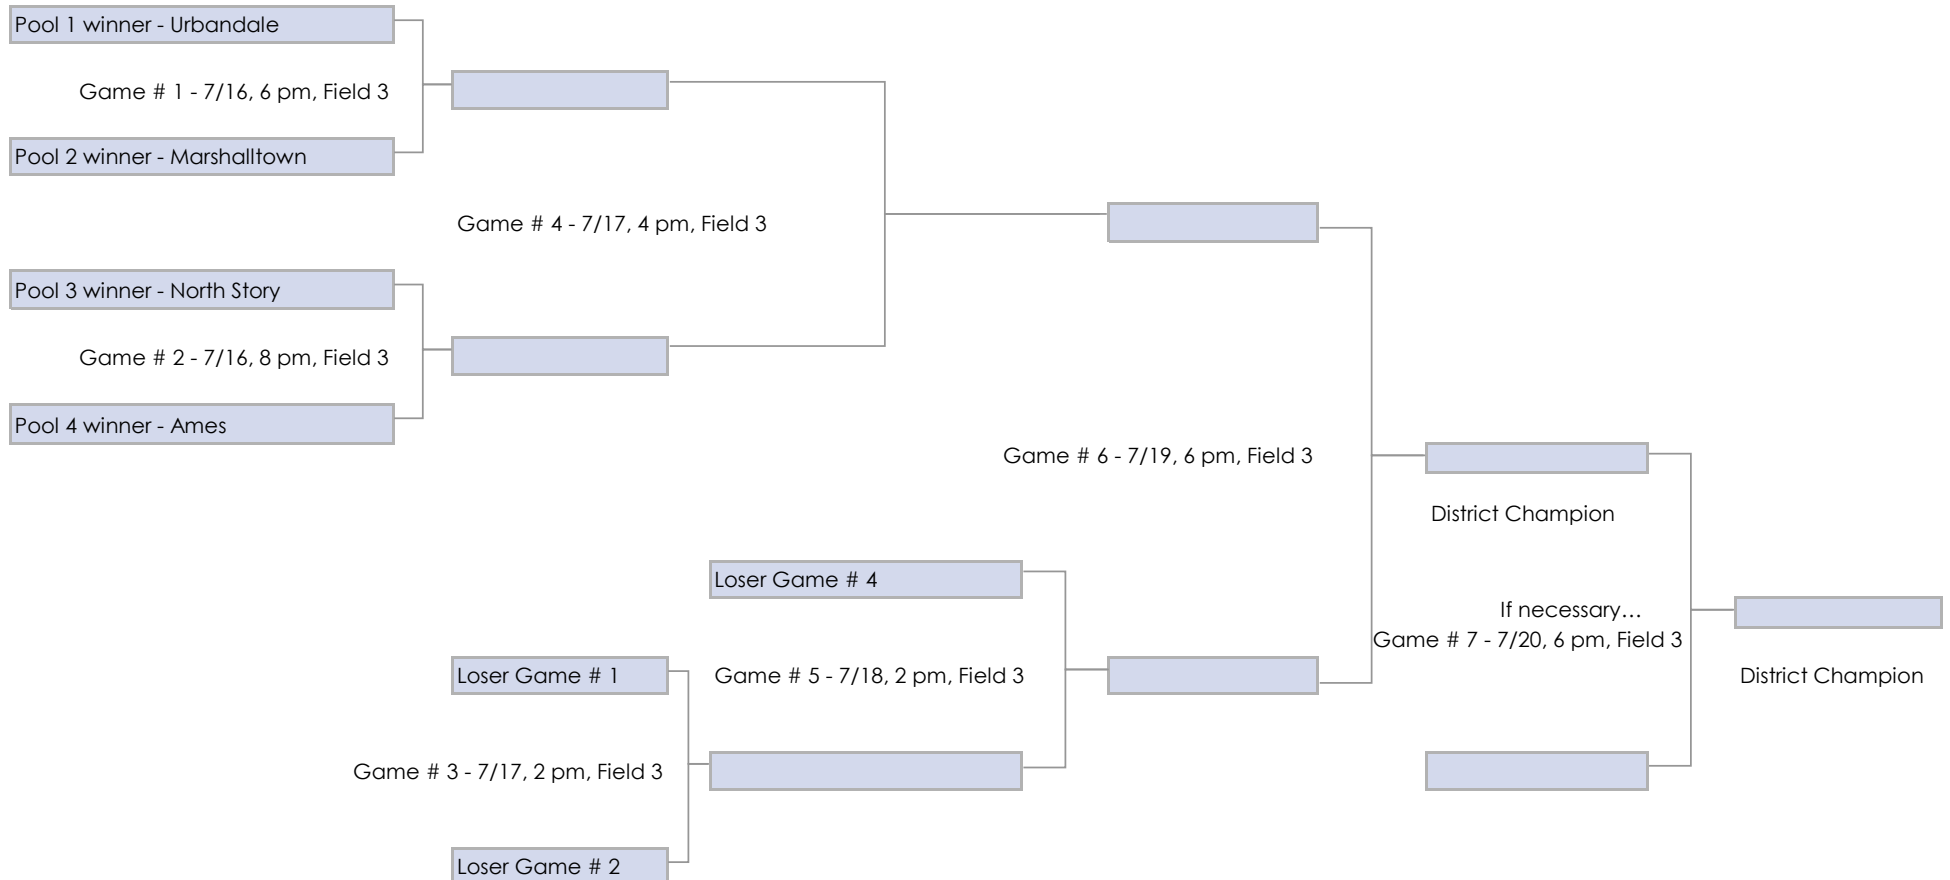 Pool 1 winner - Urbandale
Game # 1 - 7/16, 6 pm, Field 3
Pool 2 winner - Marshalltown
Game # 4 - 7/17, 4 pm, Field 3
Pool 3 winner - North Story
Game # 2 - 7/16, 8 pm, Field 3
Pool 4 winner - Ames
Game # 6 - 7/19, 6 pm, Field 3
District Champion
Loser Game # 4
If necessary...
Game # 7 - 7/20, 6 pm, Field 3
Loser Game # 1
Game # 5 - 7/18, 2 pm, Field 3
District Champion
Game # 3 - 7/17, 2 pm, Field 3
Loser Game # 2